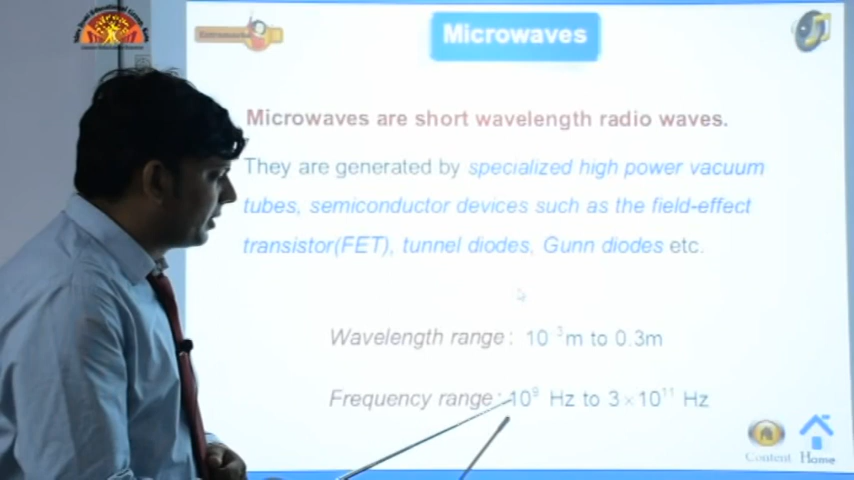 Microwaves
Microwaves are short wavelength radio waves.
They are generated by specialized high power vacuum
tubes, semiconductor devices such as the field-effect
transistor(FET), tunnel diodes, Gunn diodes etc.
Wavelength range: 10⁻³m to 0.3m
Frequency range: 10⁹ Hz to 3×10¹¹ Hz
Content Home